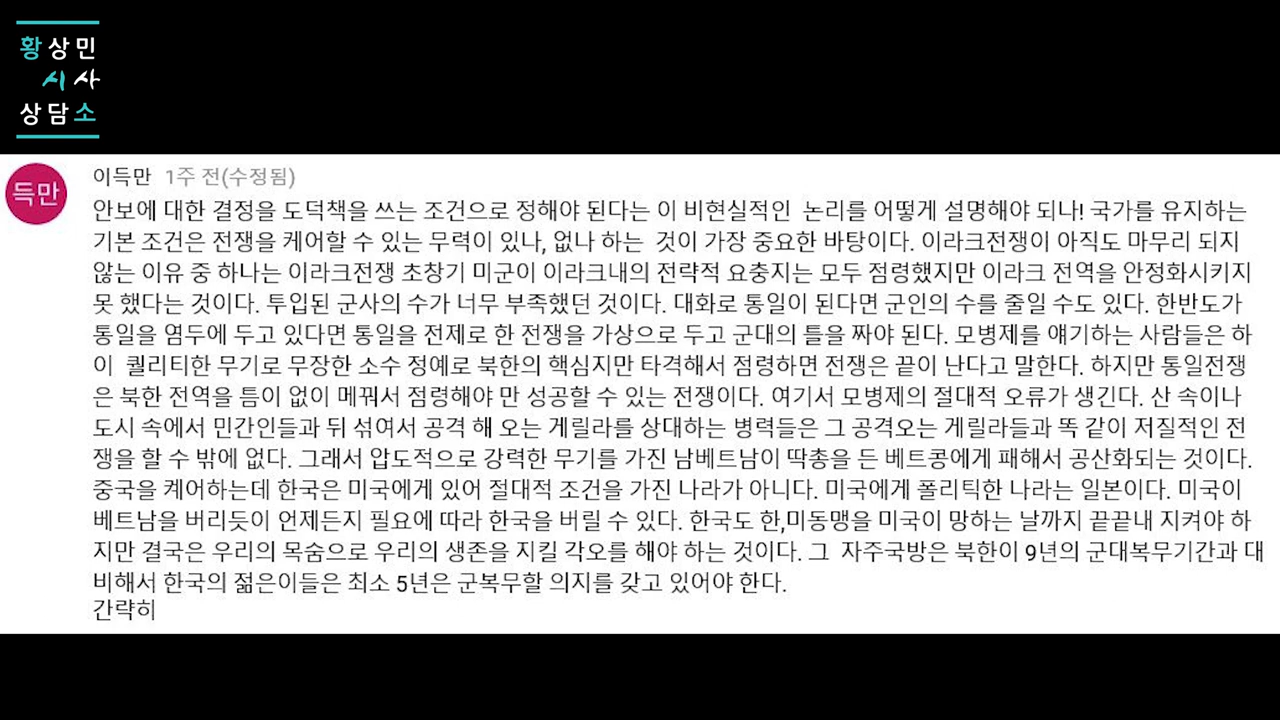 황상민
시사
상담소
득만
이득만 1주 전(수정됨)
안보에 대한 결정을 도덕책을 쓰는 조건으로 정해야 된다는 이 비현실적인 논리를 어떻게 설명해야 되나! 국가를 유지하는
기본 조건은 전쟁을 케어할 수 있는 무력이 있나, 없나 하는 것이 가장 중요한 바탕이다. 이라크전쟁이 아직도 마무리 되지
않는 이유 중 하나는 이라크전쟁 초창기 미군이 이라크내의 전략적 요충지는 모두 점령했지만 이라크 전역을 안정화시키지
못 했다는 것이다. 투입된 군사의 수가 너무 부족했던 것이다. 대화로 통일이 된다면 군인의 수를 줄일 수도 있다. 한반도가
통일을 염두에 두고 있다면 통일을 전제로 한 전쟁을 가상으로 두고 군대의 틀을 짜야 된다. 모병제를 얘기하는 사람들은 하
이 퀄리티한 무기로 무장한 소수 정예로 북한의 핵심지만 타격해서 점령하면 전쟁은 끝이 난다고 말한다. 하지만 통일전쟁
은 북한 전역을 틈이 없이 메꿔서 점령해야 만 성공할 수 있는 전쟁이다. 여기서 모병제의 절대적 오류가 생긴다. 산 속이나
도시 속에서 민간인들과 뒤 섞여서 공격 해 오는 게릴라를 상대하는 병력들은 그 공격오는 게릴라들과 똑 같이 저질적인 전
쟁을 할 수 밖에 없다. 그래서 압도적으로 강력한 무기를 가진 남베트남이 딱총을 든 베트콩에게 패해서 공산화되는 것이다.
중국을 켸어하는데 한국은 미국에게 있어 절대적 조건을 가진 나라가 아니다. 미국에게 폴리틱한 나라는 일본이다. 미국이
베트남을 버리듯이 언제든지 필요에 따라 한국을 버릴 수 있다. 한국도 한,미동맹을 미국이 망하는 날까지 끝끝내 지켜야 하
지만 결국은 우리의 목숨으로 우리의 생존을 지킬 각오를 해야 하는 것이다. 그 자주국방은 북한이 9년의 군대복무기간과 대
비해서 한국의 젊은이들은 최소 5년은 군복무할 의지를 갖고 있어야 한다.
간략히